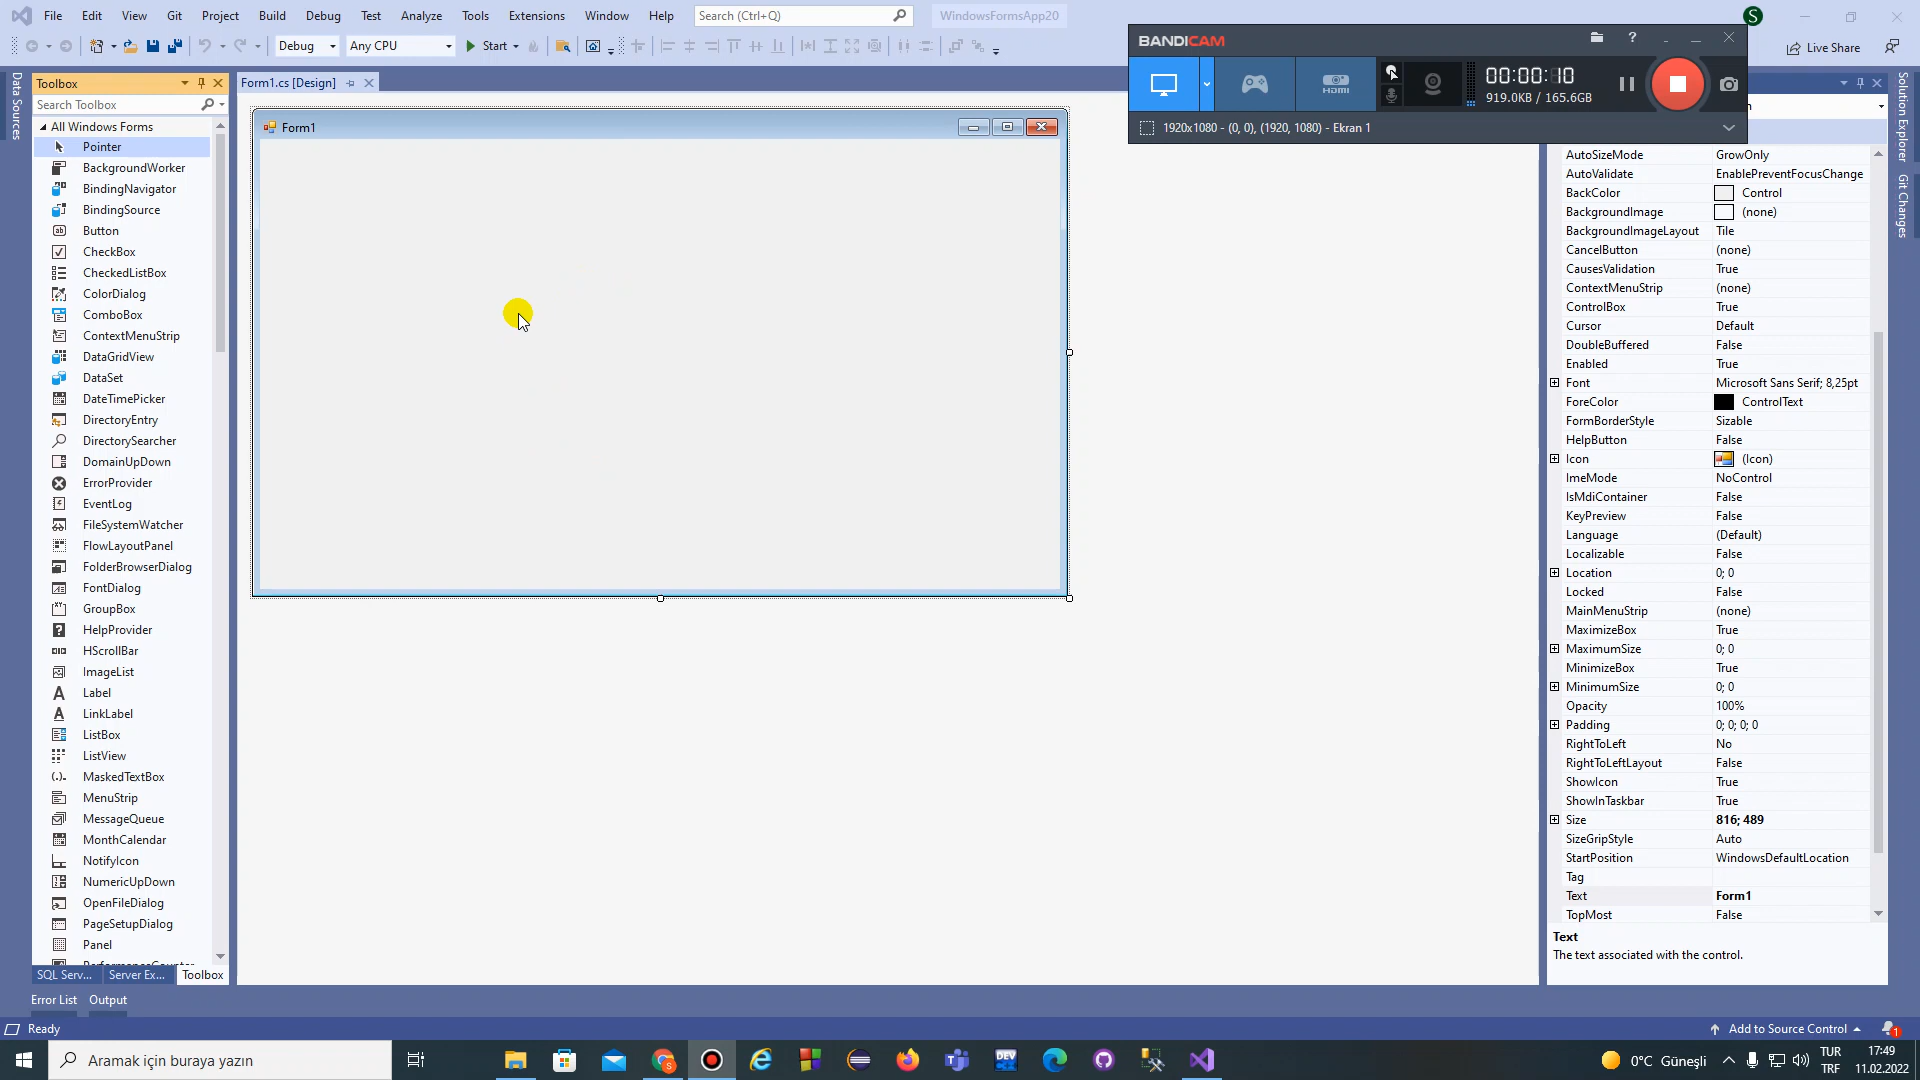 File Edit View Git Project Build Debug Test Analyze Tools Extensions Window Help Search (Ctrl+Q) WindowsFormsApp20 S
Debug Any CPU Start Live Share
BANDICAM ?
HDMI 00:00:10
919.0KB / 165.6GB
1920x1080 - (0, 0), (1920, 1080) - Ekran 1
Data Sources
Toolbox
Search Toolbox
All Windows Forms
Pointer
BackgroundWorker
BindingNavigator
BindingSource
Button
CheckBox
CheckedListBox
ColorDialog
ComboBox
ContextMenuStrip
DataGridView
DataSet
DateTimePicker
DirectoryEntry
DirectorySearcher
DomainUpDown
ErrorProvider
EventLog
FileSystemWatcher
FlowLayoutPanel
FolderBrowserDialog
FontDialog
GroupBox
HelpProvider
HScrollBar
ImageList
Label
LinkLabel
ListBox
ListView
MaskedTextBox
MenuStrip
MessageQueue
MonthCalendar
NotifyIcon
NumericUpDown
OpenFileDialog
PageSetupDialog
Panel
SQL Serv... Server Ex... Toolbox
Form1.cs [Design]
Form1
AutoSizeMode GrowOnly
AutoValidate EnablePreventFocusChange
BackColor Control
BackgroundImage (none)
BackgroundImageLayout Tile
CancelButton (none)
CausesValidation True
ContextMenuStrip (none)
ControlBox True
Cursor Default
DoubleBuffered False
Enabled True
Font Microsoft Sans Serif; 8,25pt
ForeColor ControlText
FormBorderStyle Sizable
HelpButton False
Icon (Icon)
ImeMode NoControl
IsMdiContainer False
KeyPreview False
Language (Default)
Localizable False
Location 0; 0
Locked False
MainMenuStrip (none)
MaximizeBox True
MaximumSize 0; 0
MinimizeBox True
MinimumSize 0; 0
Opacity 100%
Padding 0; 0; 0; 0
RightToLeft No
RightToLeftLayout False
ShowIcon True
ShowInTaskbar True
Size 816; 489
SizeGripStyle Auto
StartPosition WindowsDefaultLocation
Tag
Text Form1
TopMost False
Text
The text associated with the control.
Solution Explorer
Git Changes
Error List Output
Ready Add to Source Control 1
Aramak için buraya yazın DEV 0°C Güneşli TUR 17:49
TRF 11.02.2022